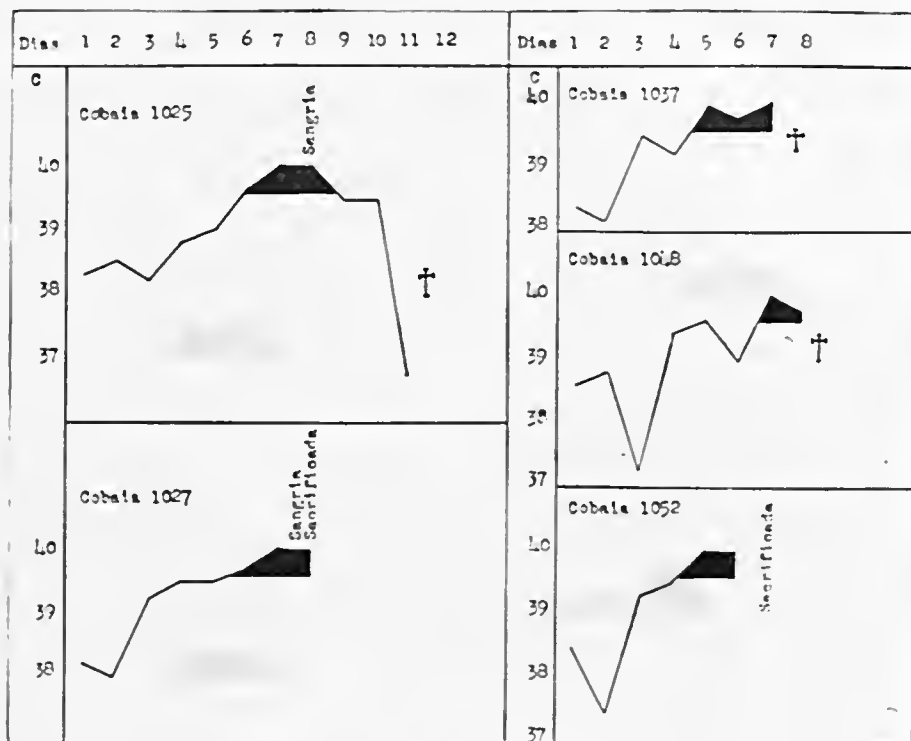 Dias 1 2 3 4 5 6 7 8 9 10 11 12
C
Cobaia 1025
Sangria
40
39
38
37
Cobaia 1027
Sangria
Sacrificada
40
39
38
Dias 1 2 3 4 5 6 7 8
C
Cobaia 1037
40
39
38
Cobaia 1048
40
39
38
37
Cobaia 1052
Sacrificada
40
39
38
37